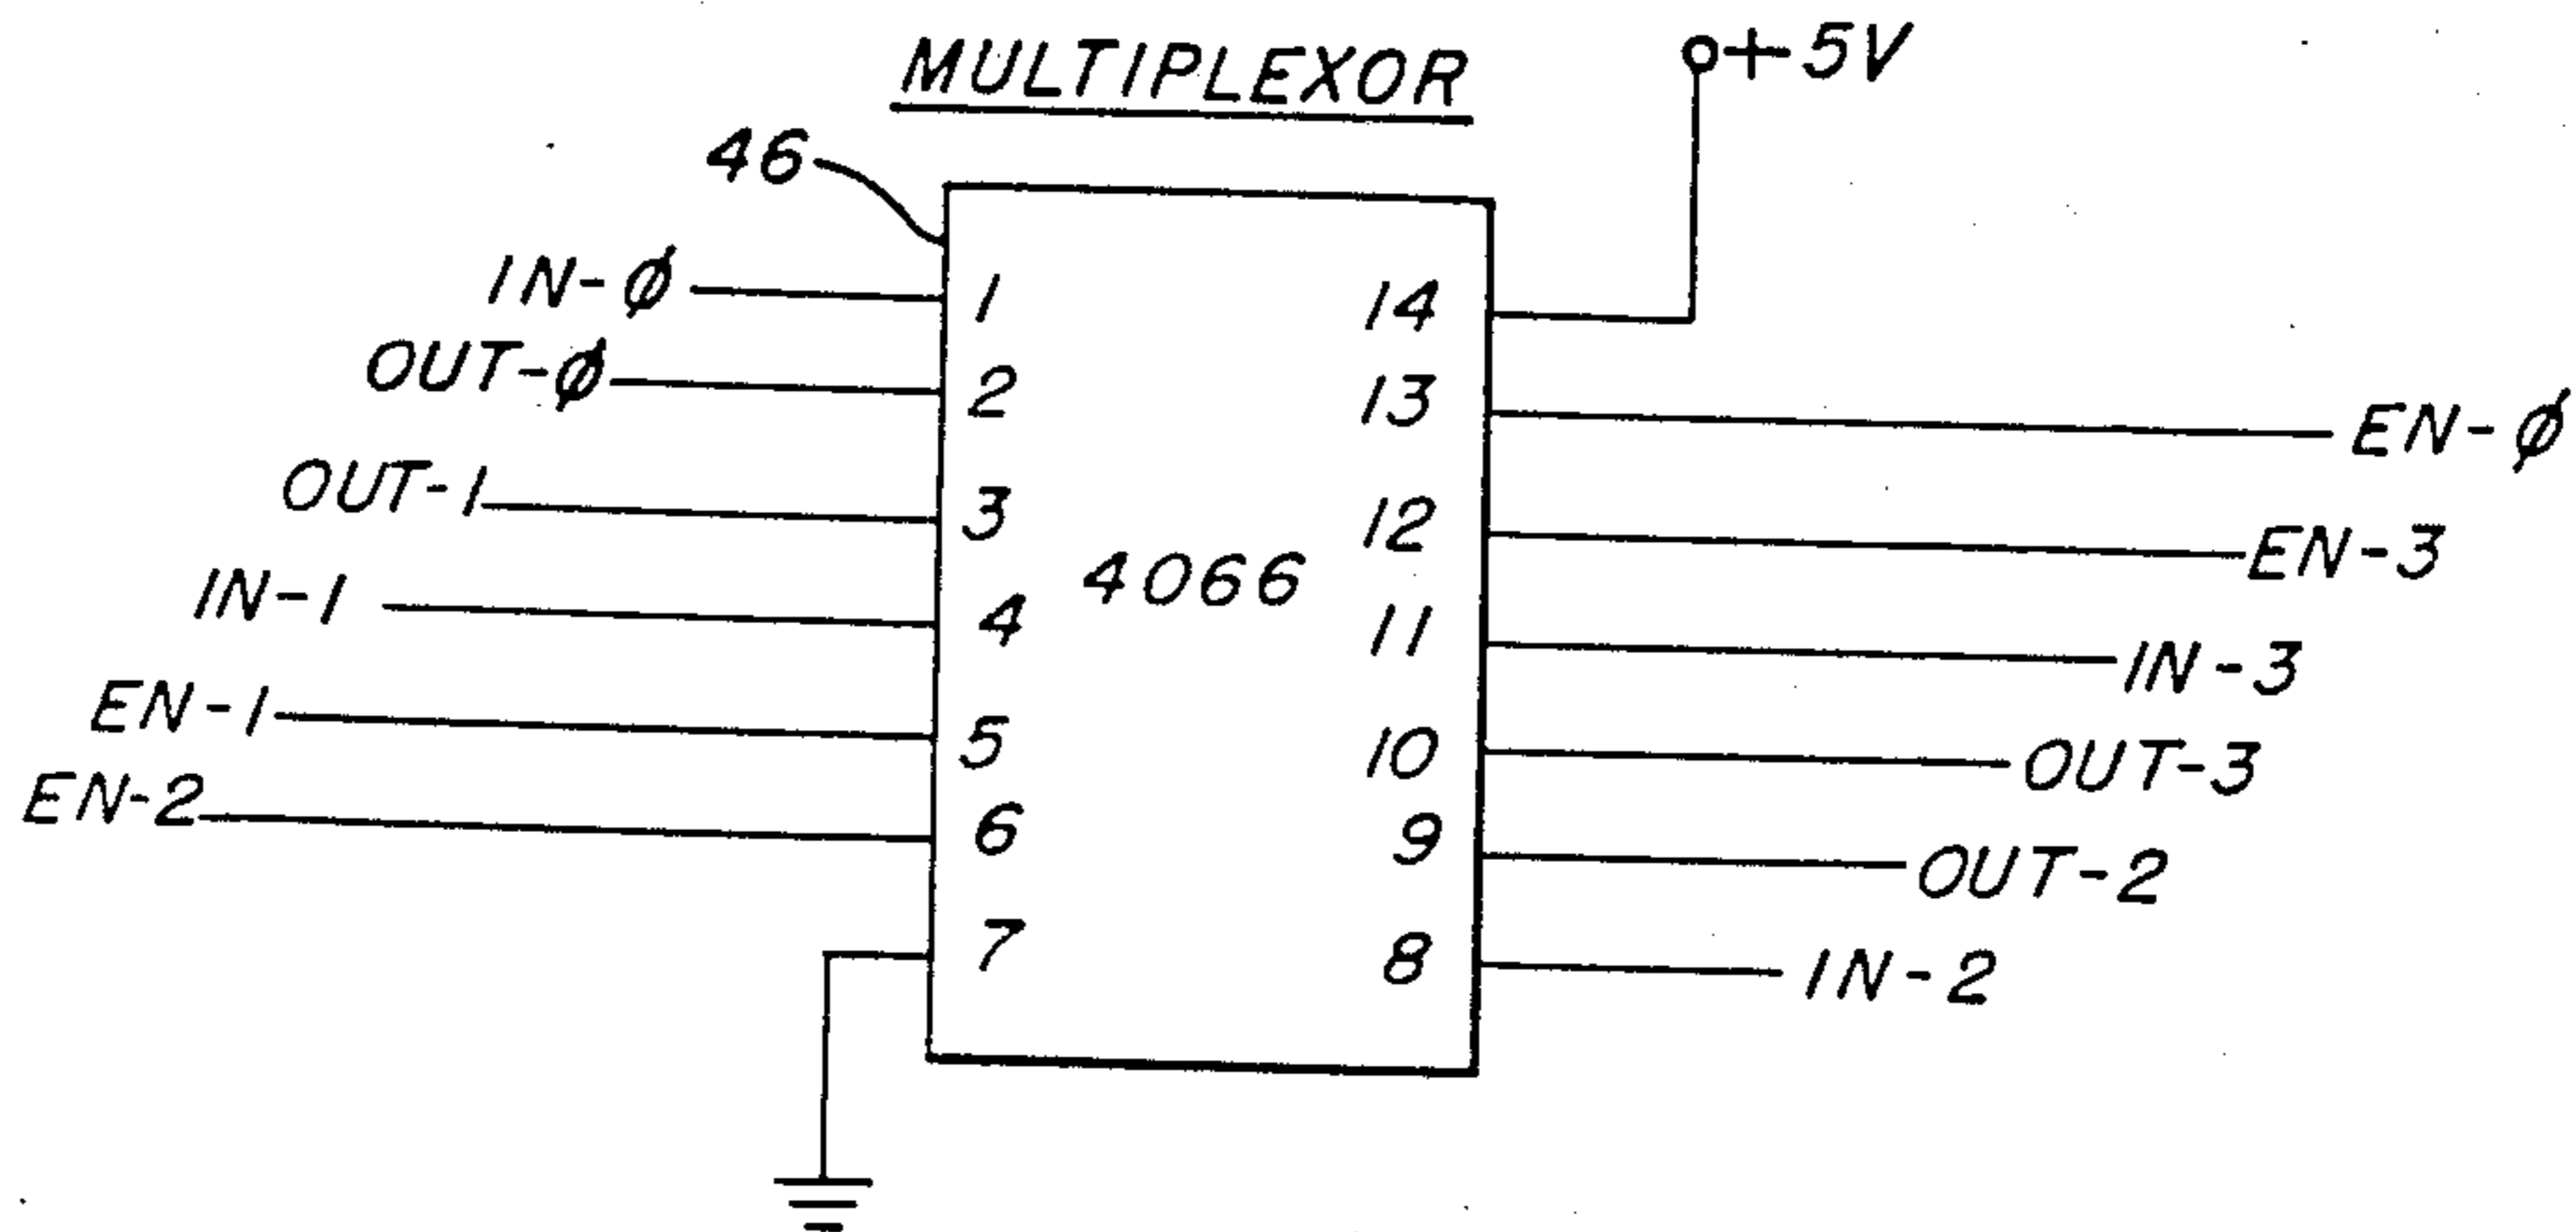 MULTIPLEXOR
+5V
46
IN-Ø
1
14
OUT-Ø
2
13
EN-Ø
OUT-1
3
12
EN-3
4066
IN-1
4
11
IN-3
EN-1
5
10
OUT-3
EN-2
6
9
OUT-2
7
8
IN-2